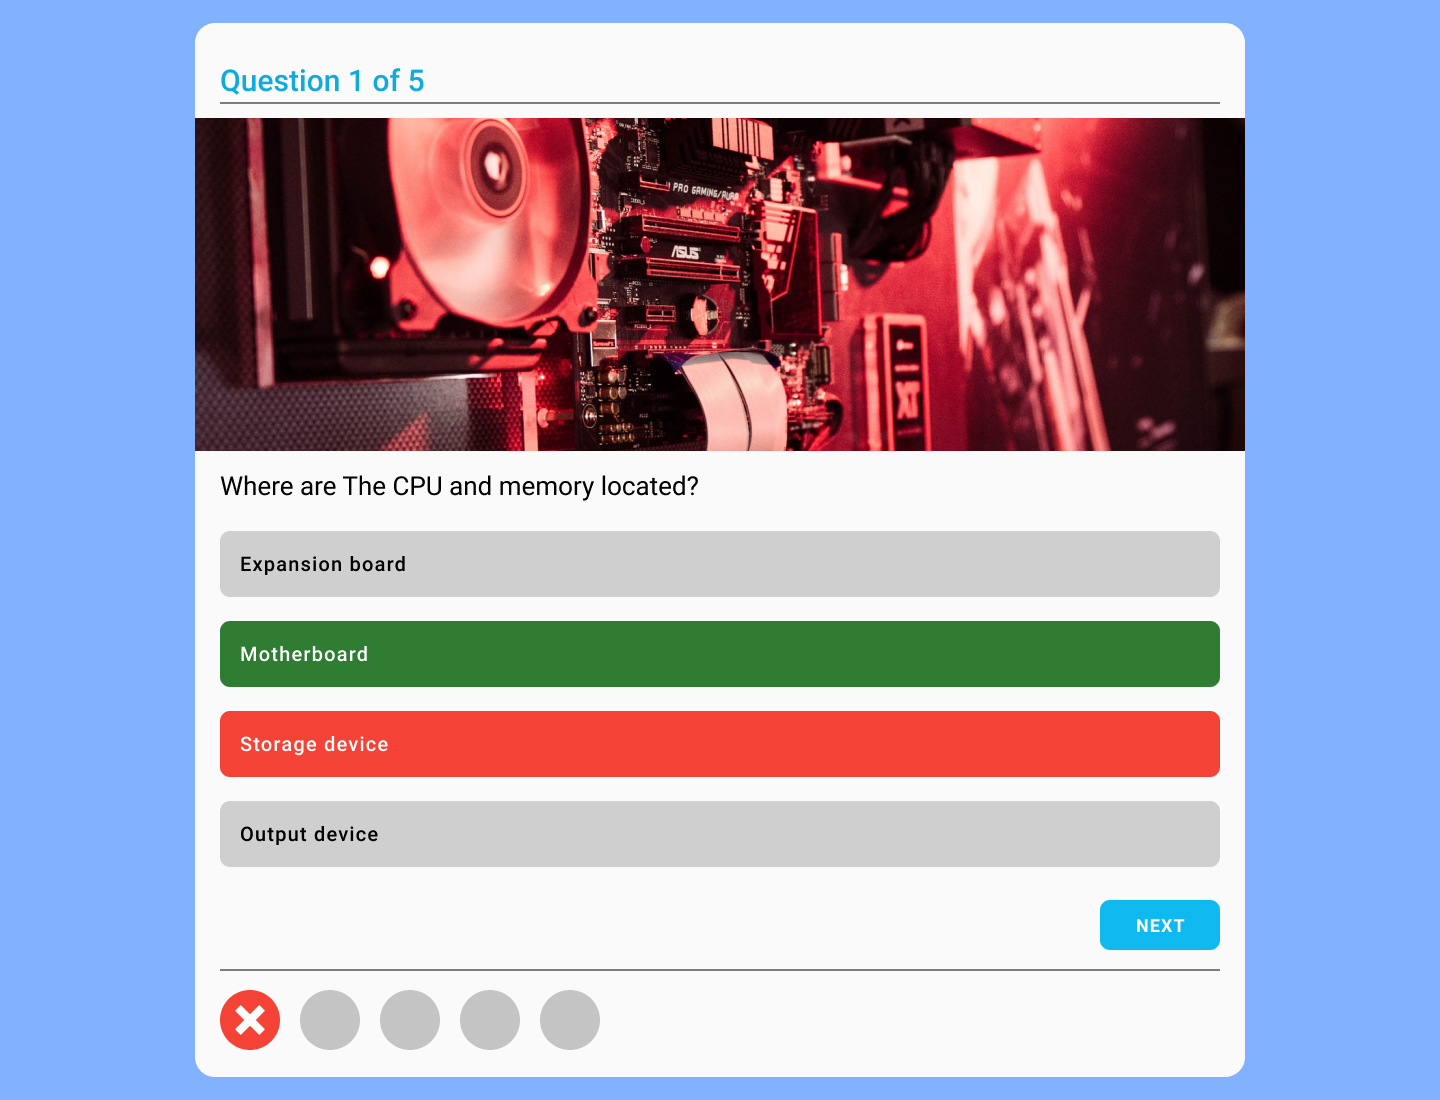 Question 1 of 5
PRO GAMING/AURA
ASUS
XT
Where are The CPU and memory located?
Expansion board
Motherboard
Storage device
Output device
NEXT